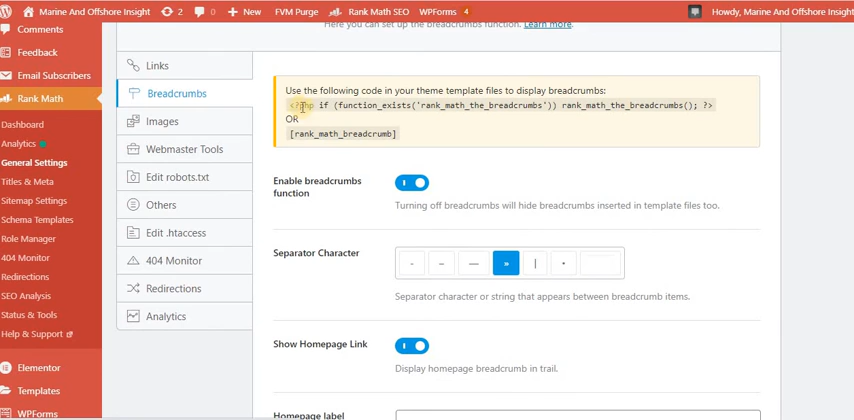 Marine And Offshore Insight 2 0 New FVM Purge Rank Math SEO WPForms 4 Howdy, Marine And Offshore Insight
Here you can set up the breadcrumbs function. Learn more.
Comments
Feedback
Email Subscribers
Rank Math
Dashboard
Analytics
General Settings
Titles & Meta
Sitemap Settings
Schema Templates
Role Manager
404 Monitor
Redirections
SEO Analysis
Status & Tools
Help & Support
Elementor
Templates
WPForms
Links
Breadcrumbs
Images
Webmaster Tools
Edit robots.txt
Others
Edit .htaccess
404 Monitor
Redirections
Analytics
Use the following code in your theme template files to display breadcrumbs:
<?php if (function_exists('rank_math_the_breadcrumbs')) rank_math_the_breadcrumbs(); ?>
OR
[rank_math_breadcrumb]
Enable breadcrumbs
function
Turning off breadcrumbs will hide breadcrumbs inserted in template files too.
Separator Character
- – — » | •
Separator character or string that appears between breadcrumb items.
Show Homepage Link
Display homepage breadcrumb in trail.
Homepage label